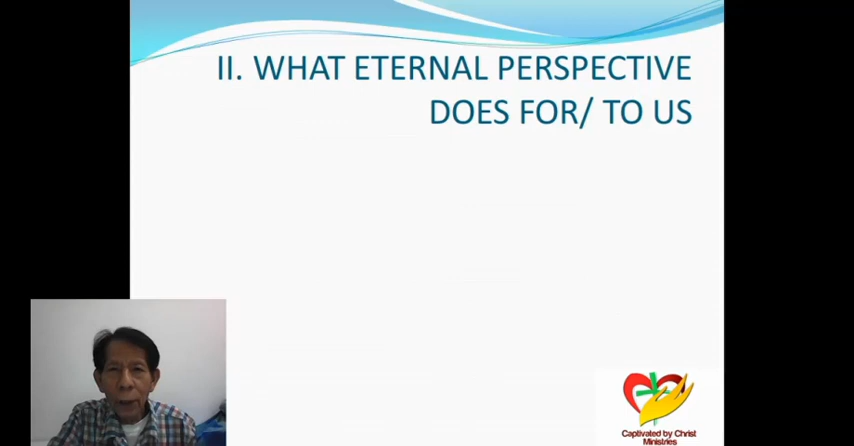 II. WHAT ETERNAL PERSPECTIVE
DOES FOR/ TO US
Captivated by Christ
Ministries